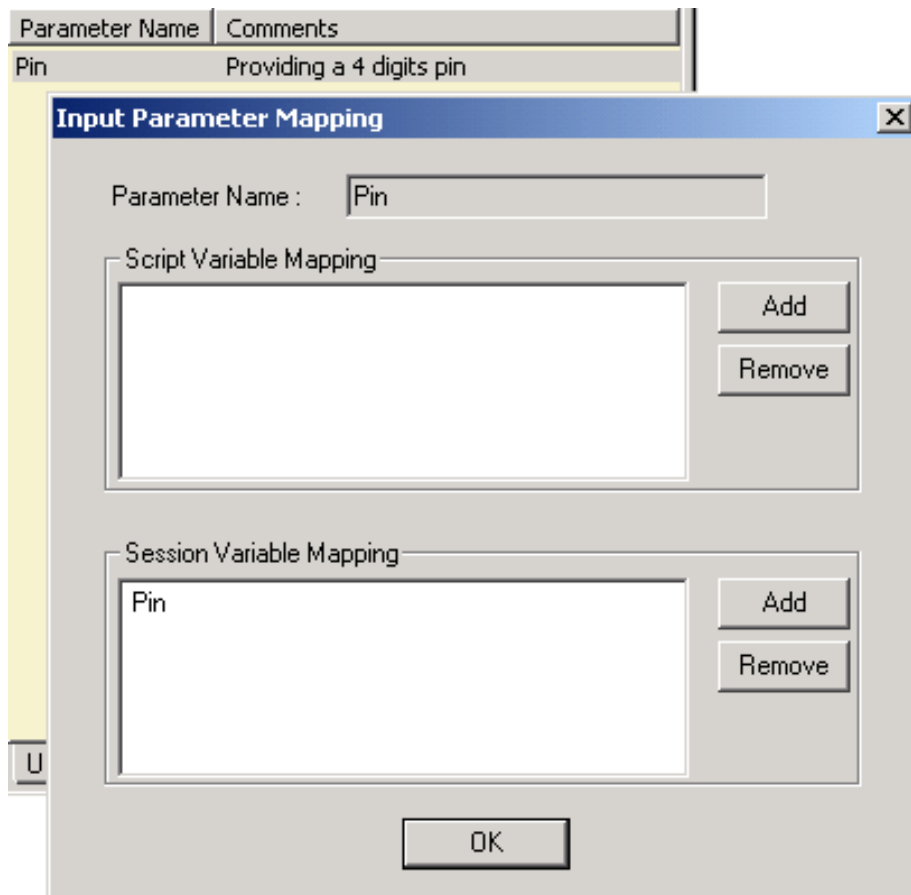 Parameter Name Comments
Pin Providing a 4 digits pin
Input Parameter Mapping
Parameter Name : Pin
Script Variable Mapping
Add
Remove
Session Variable Mapping
Pin
Add
Remove
U
OK